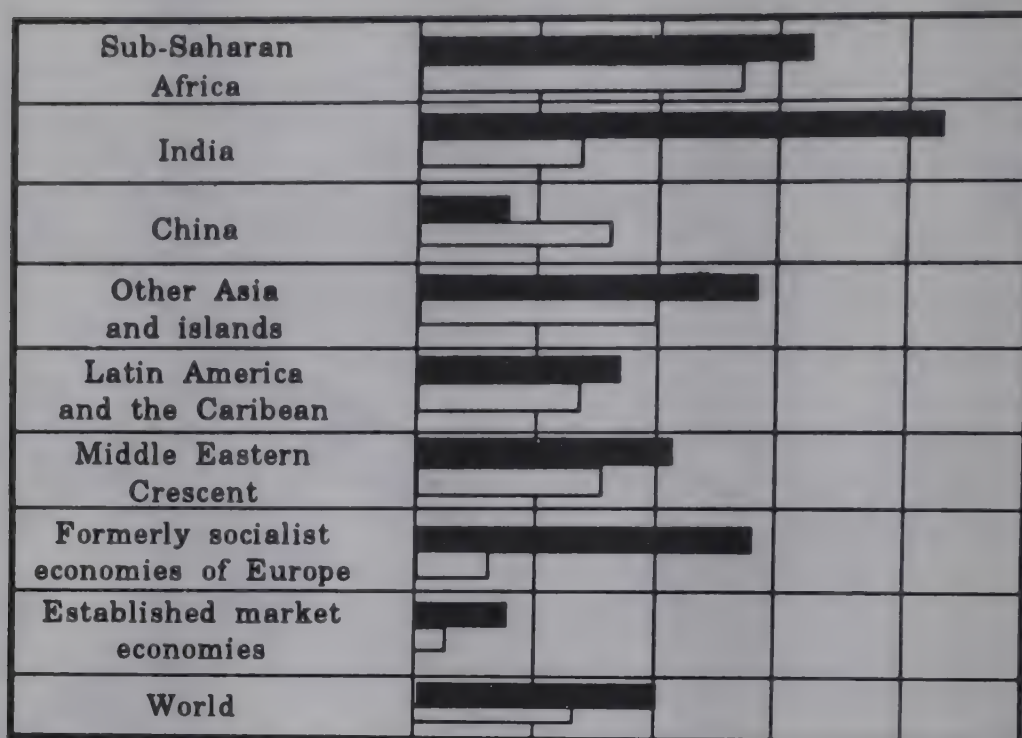 Sub-Saharan
Africa
India
China
Other Asia
and islands
Latin America
and the Caribean
Middle Eastern
Crescent
Formerly socialist
economies of Europe
Established market
economies
World